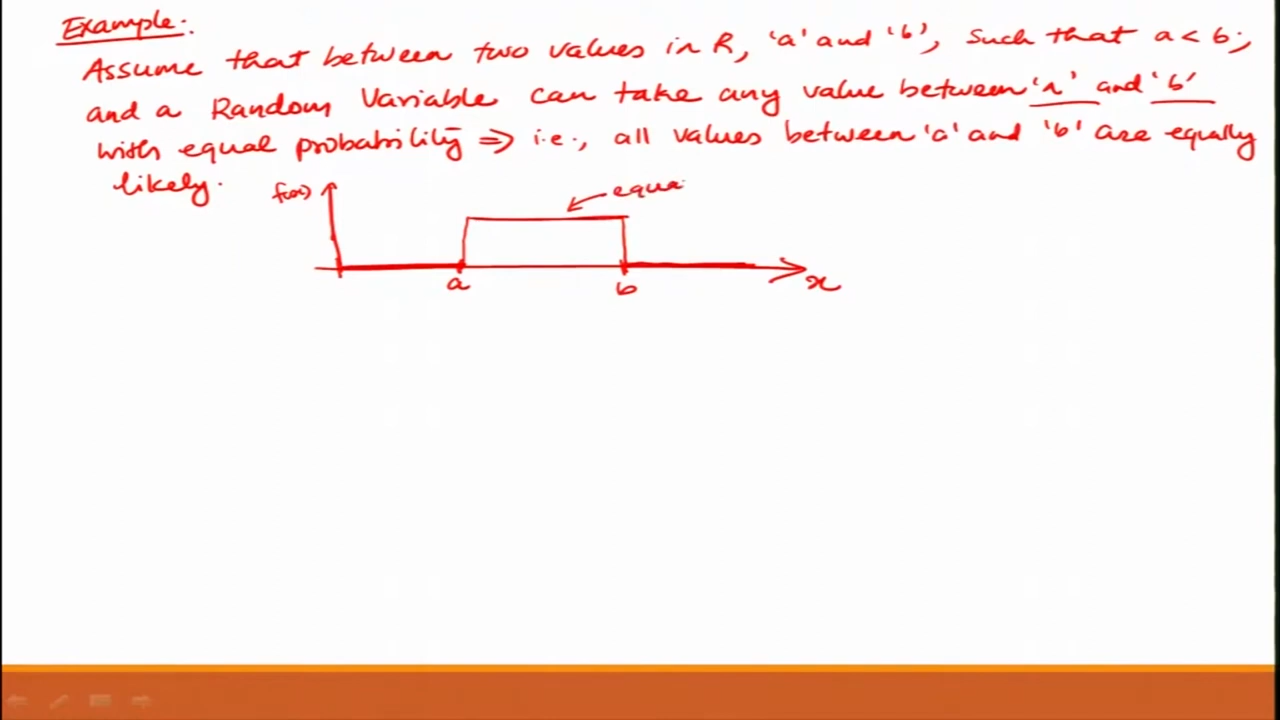 Example:
Assume that between two values in R, 'a' and 'b', such that a < b;
and a Random Variable can take any value between 'a' and 'b'
with equal probability ⇒ i.e., all values between 'a' and 'b' are equally
likely.
f(x)
equa
a
b
x